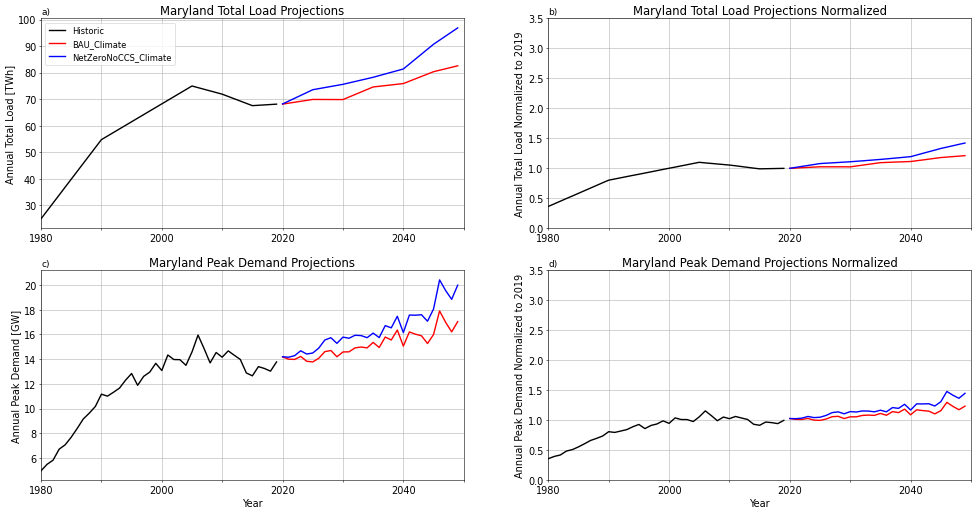 a)
Maryland Total Load Projections
Annual Total Load [TWh]
100
90
80
70
60
50
40
30
Historic
BAU_Climate
NetZeroNoCCS_Climate
1980
2000
2020
2040
b)
Maryland Total Load Projections Normalized
Annual Total Load Normalized to 2019
3.5
3.0
2.5
2.0
1.5
1.0
0.5
0.0
1980
2000
2020
2040
c)
Maryland Peak Demand Projections
Annual Peak Demand [GW]
20
18
16
14
12
10
8
6
1980
2000
2020
2040
Year
d)
Maryland Peak Demand Projections Normalized
Annual Peak Demand Normalized to 2019
3.5
3.0
2.5
2.0
1.5
1.0
0.5
0.0
1980
2000
2020
2040
Year